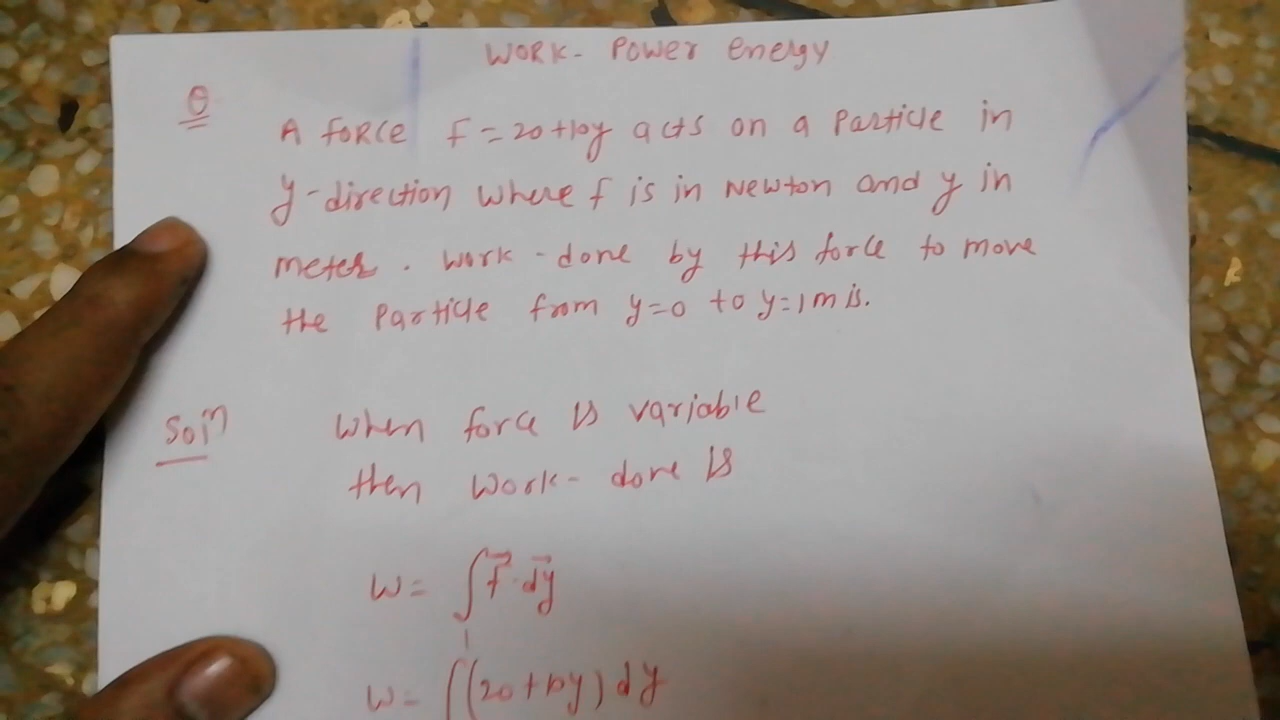 WORK- Power energy
Q
A force F = 20 + 10y acts on a particle in
y-direction where f is in Newton and y in
meter. work-done by this force to move
the particle from y=0 to y=1m is.
Soln
when force is variable
then work-done is
W = ∫f⃗.dy⃗
1
W = ∫(20+10y)dy